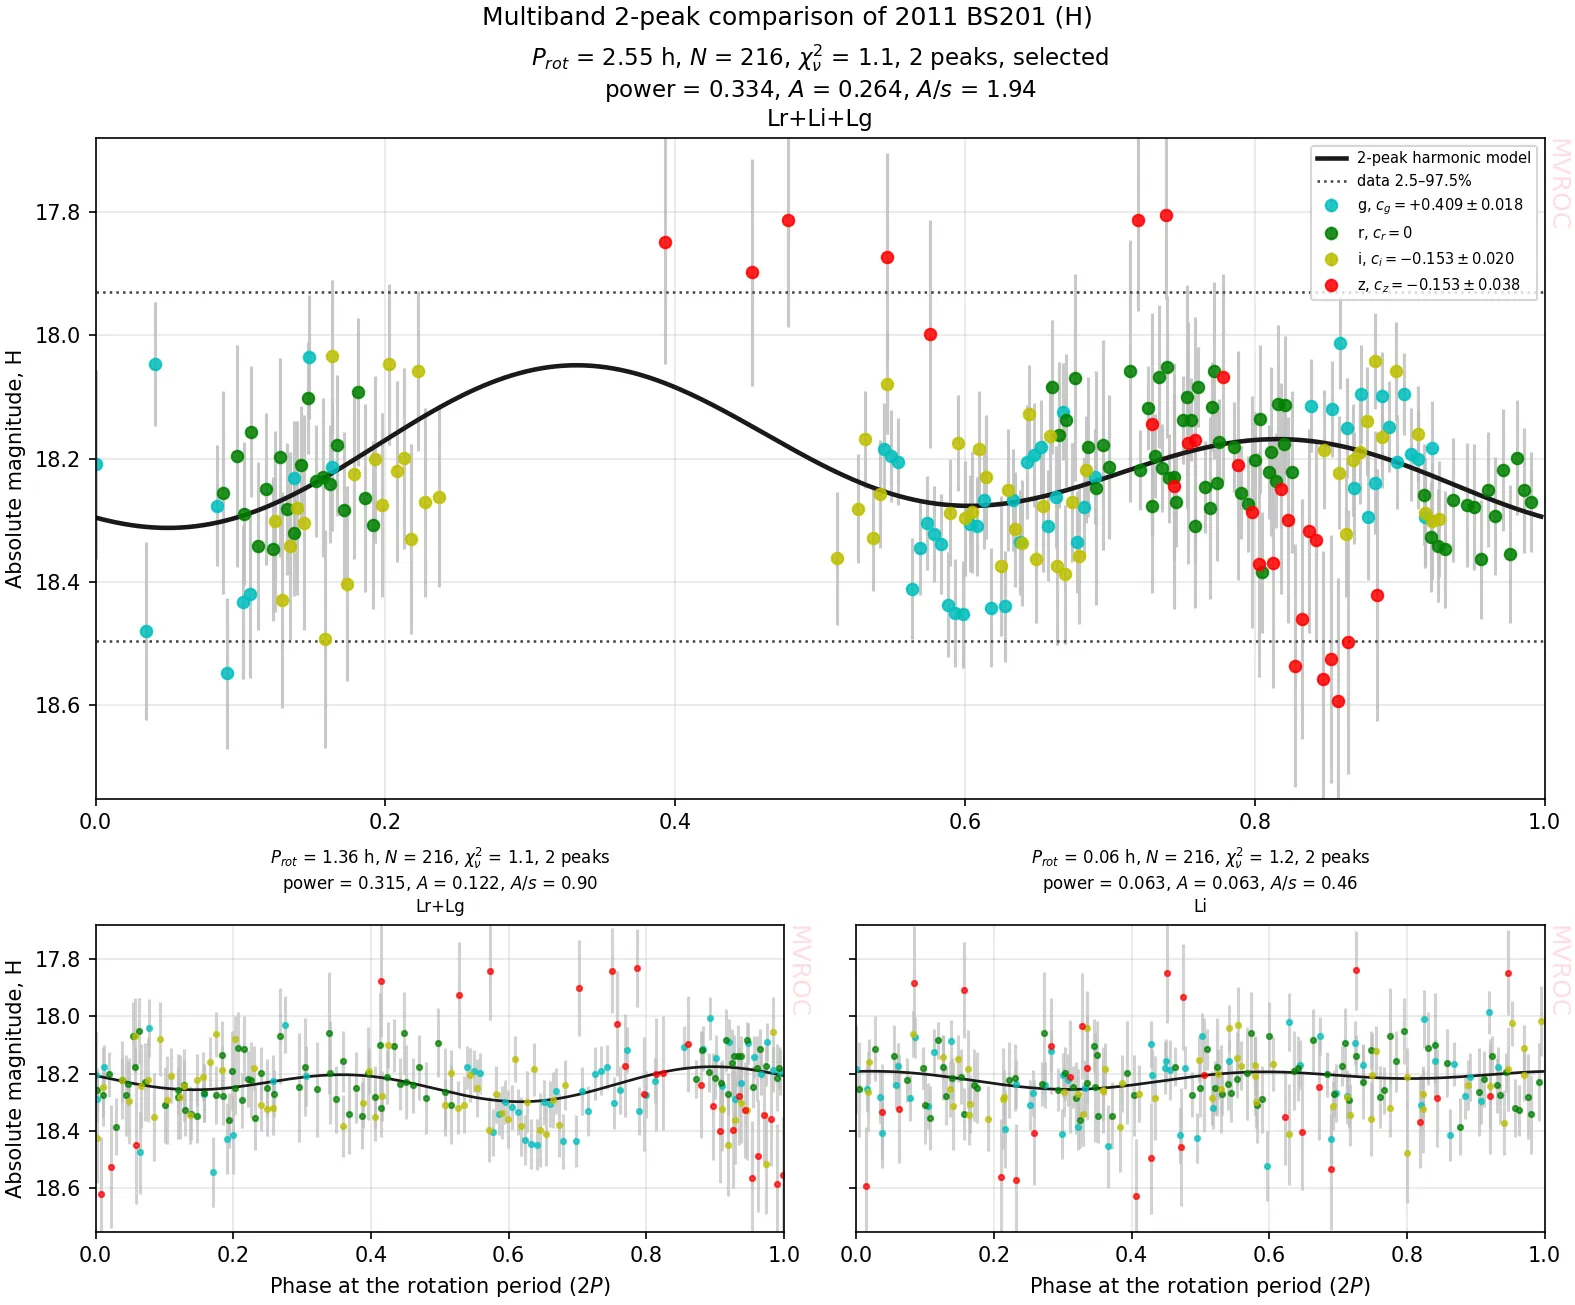 Multiband 2-peak comparison of 2011 BS201 (H)
P_rot = 2.55 h, N = 216, χ²_ν = 1.1, 2 peaks, selected
power = 0.334, A = 0.264, A/s = 1.94
Lr+Li+Lg
Absolute magnitude, H
17.8
18.0
18.2
18.4
18.6
0.0 0.2 0.4 0.6 0.8 1.0
2-peak harmonic model
data 2.5–97.5%
g, c_g = +0.409 ± 0.018
r, c_r = 0
i, c_i = −0.153 ± 0.020
z, c_z = −0.153 ± 0.038
MVROC
P_rot = 1.36 h, N = 216, χ²_ν = 1.1, 2 peaks
power = 0.315, A = 0.122, A/s = 0.90
Lr+Lg
Absolute magnitude, H
17.8
18.0
18.2
18.4
18.6
0.0 0.2 0.4 0.6 0.8 1.0
Phase at the rotation period (2P)
MVROC
P_rot = 0.06 h, N = 216, χ²_ν = 1.2, 2 peaks
power = 0.063, A = 0.063, A/s = 0.46
Li
0.0 0.2 0.4 0.6 0.8 1.0
Phase at the rotation period (2P)
MVROC